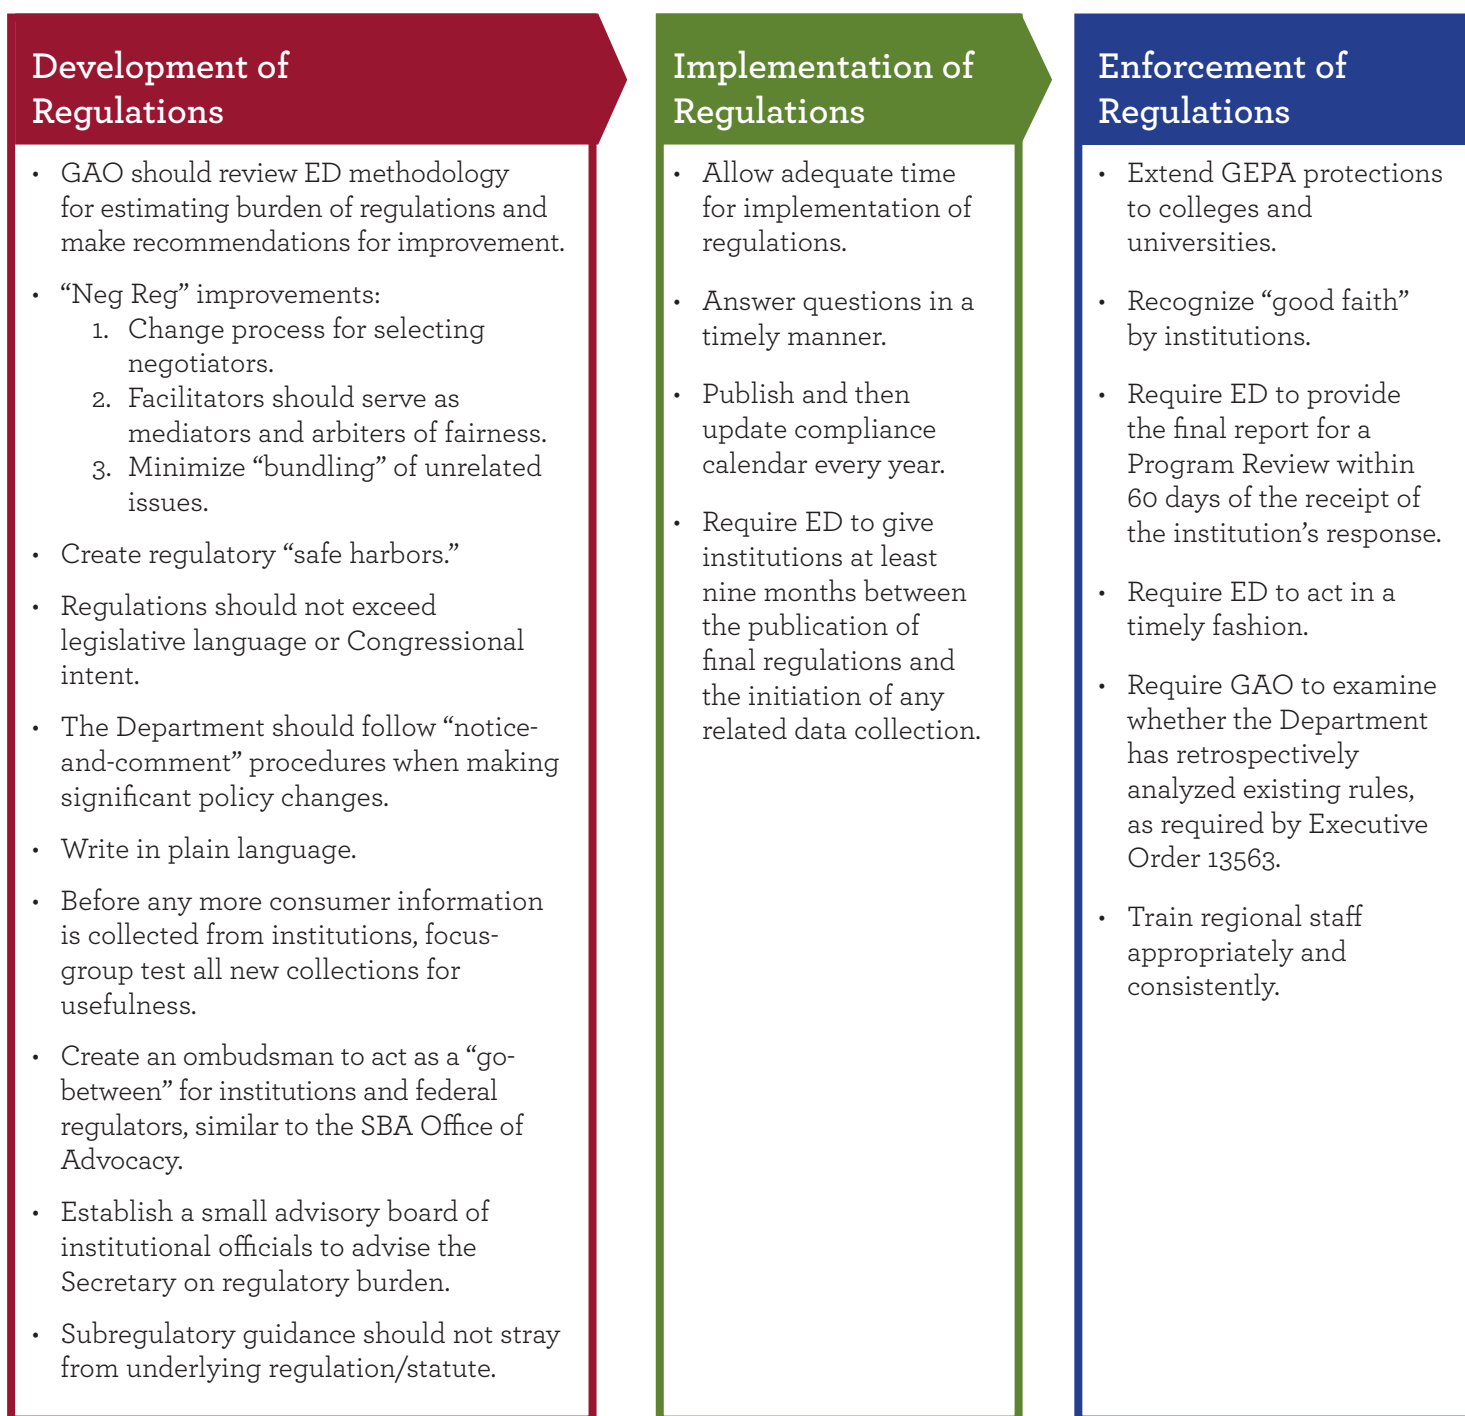 Development of
Regulations
• GAO should review ED methodology
for estimating burden of regulations and
make recommendations for improvement.
• “Neg Reg” improvements:
1. Change process for selecting
negotiators.
2. Facilitators should serve as
mediators and arbiters of fairness.
3. Minimize “bundling” of unrelated
issues.
• Create regulatory “safe harbors.”
• Regulations should not exceed
legislative language or Congressional
intent.
• The Department should follow “notice-
and-comment” procedures when making
significant policy changes.
• Write in plain language.
• Before any more consumer information
is collected from institutions, focus-
group test all new collections for
usefulness.
• Create an ombudsman to act as a “go-
between” for institutions and federal
regulators, similar to the SBA Office of
Advocacy.
• Establish a small advisory board of
institutional officials to advise the
Secretary on regulatory burden.
• Subregulatory guidance should not stray
from underlying regulation/statute.
Implementation of
Regulations
• Allow adequate time
for implementation of
regulations.
• Answer questions in a
timely manner.
• Publish and then
update compliance
calendar every year.
• Require ED to give
institutions at least
nine months between
the publication of
final regulations and
the initiation of any
related data collection.
Enforcement of
Regulations
• Extend GEPA protections
to colleges and
universities.
• Recognize “good faith”
by institutions.
• Require ED to provide
the final report for a
Program Review within
60 days of the receipt of
the institution’s response.
• Require ED to act in a
timely fashion.
• Require GAO to examine
whether the Department
has retrospectively
analyzed existing rules,
as required by Executive
Order 13563.
• Train regional staff
appropriately and
consistently.